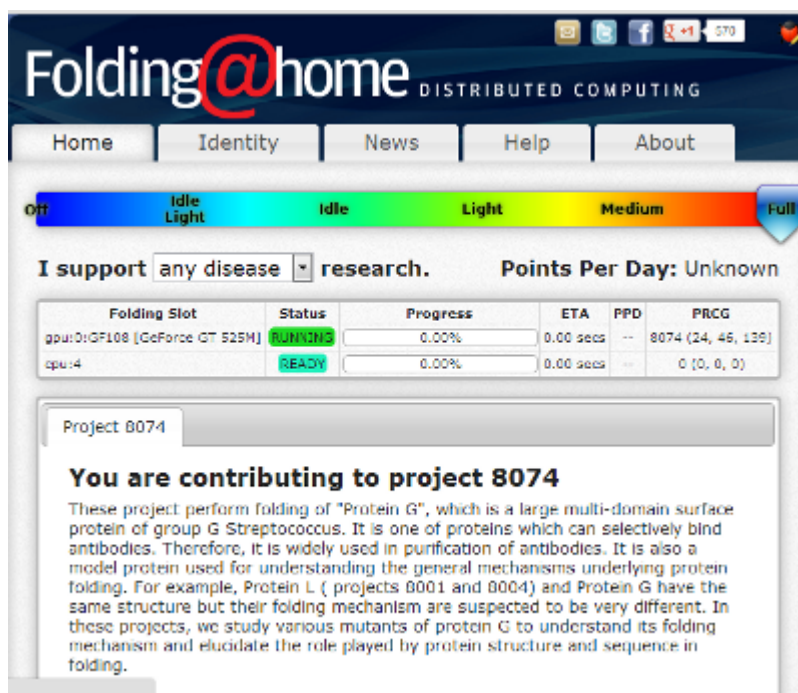 570
Folding@home DISTRIBUTED COMPUTING
Home Identity News Help About
Off Idle Light Idle Light Medium Full
I support any disease research. Points Per Day: Unknown
Folding Slot Status Progress ETA PPD PRCG
gpu:0:GF108 [GeForce GT 525M] RUNNING 0.00% 0.00 secs -- 8074 (24, 46, 139)
cpu:4 READY 0.00% 0.00 secs -- 0 (0, 0, 0)
Project 8074
You are contributing to project 8074
These project perform folding of "Protein G", which is a large multi-domain surface
protein of group G Streptococcus. It is one of proteins which can selectively bind
antibodies. Therefore, it is widely used in purification of antibodies. It is also a
model protein used for understanding the general mechanisms underlying protein
folding. For example, Protein L ( projects 8001 and 8004) and Protein G have the
same structure but their folding mechanism are suspected to be very different. In
these projects, we study various mutants of protein G to understand its folding
mechanism and elucidate the role played by protein structure and sequence in
folding.